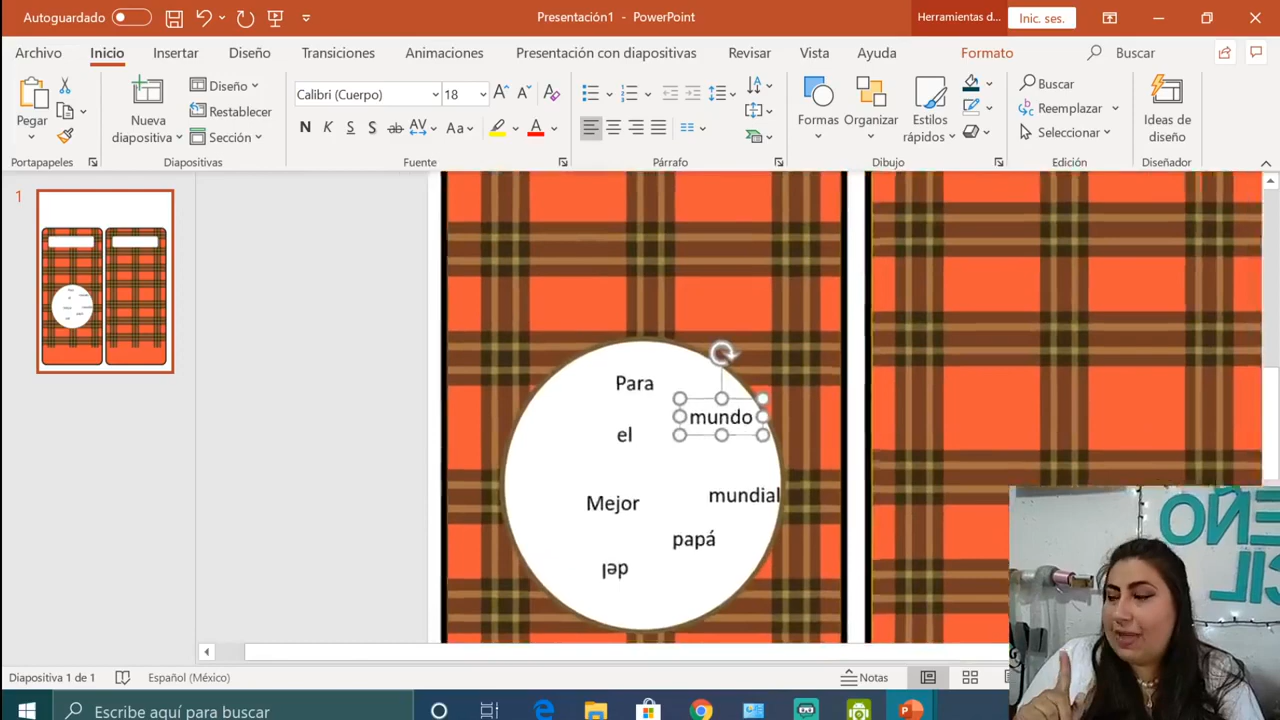 Autoguardado
Presentación1 - PowerPoint
Herramientas d...
Inic. ses.
Archivo Inicio Insertar Diseño Transiciones Animaciones Presentación con diapositivas Revisar Vista Ayuda Formato Buscar
Pegar
Portapapeles
Nueva diapositiva
Diseño
Restablecer
Sección
Diapositivas
Calibri (Cuerpo) 18
N K S S ab AV Aa A
Fuente
Párrafo
Formas
Organizar
Estilos rápidos
Dibujo
Buscar
Reemplazar
Seleccionar
Edición
Ideas de diseño
Diseñador
1
Para
mundo
el
mundial
Mejor
papá
del
Diapositiva 1 de 1
Español (México)
Notas
Escribe aquí para buscar